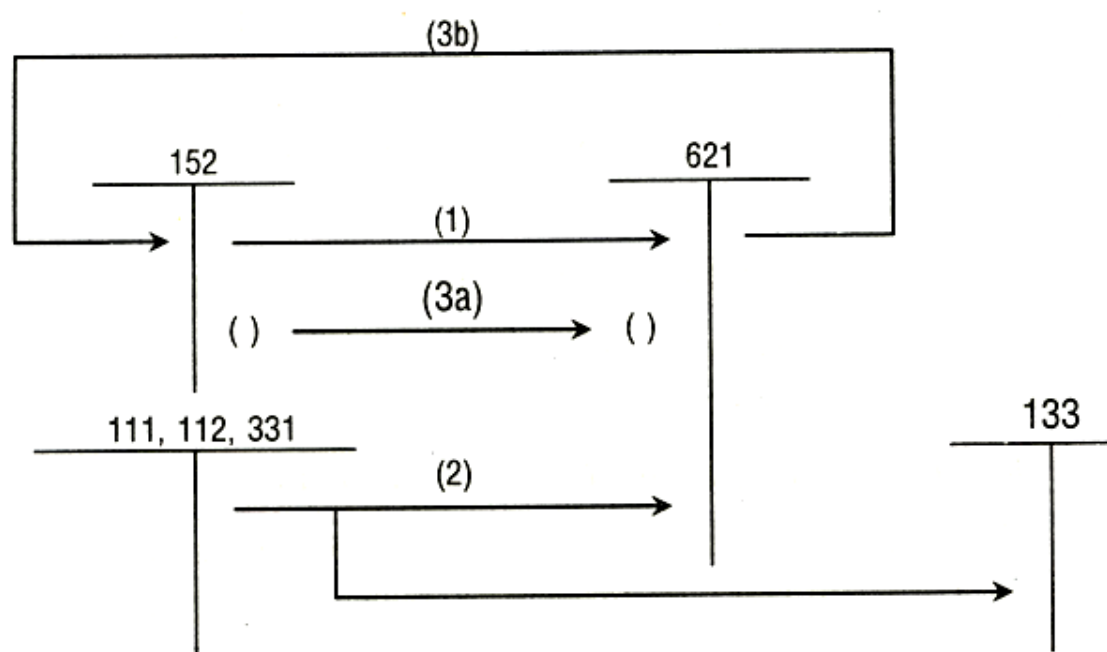 (3b)
152
621
(1)
(3a)
( )
( )
111, 112, 331
133
(2)